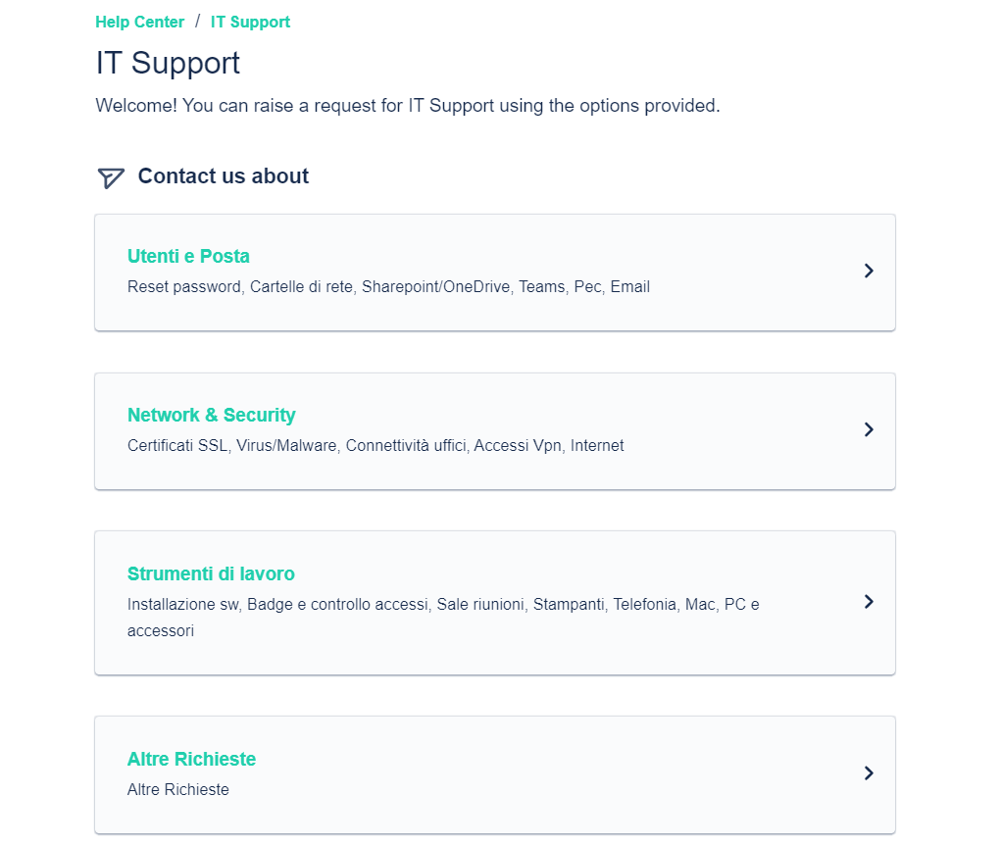 Help Center / IT Support
IT Support
Welcome! You can raise a request for IT Support using the options provided.
Contact us about
Utenti e Posta
Reset password, Cartelle di rete, Sharepoint/OneDrive, Teams, Pec, Email
Network & Security
Certificati SSL, Virus/Malware, Connettività uffici, Accessi Vpn, Internet
Strumenti di lavoro
Installazione sw, Badge e controllo accessi, Sale riunioni, Stampanti, Telefonia, Mac, PC e
accessori
Altre Richieste
Altre Richieste